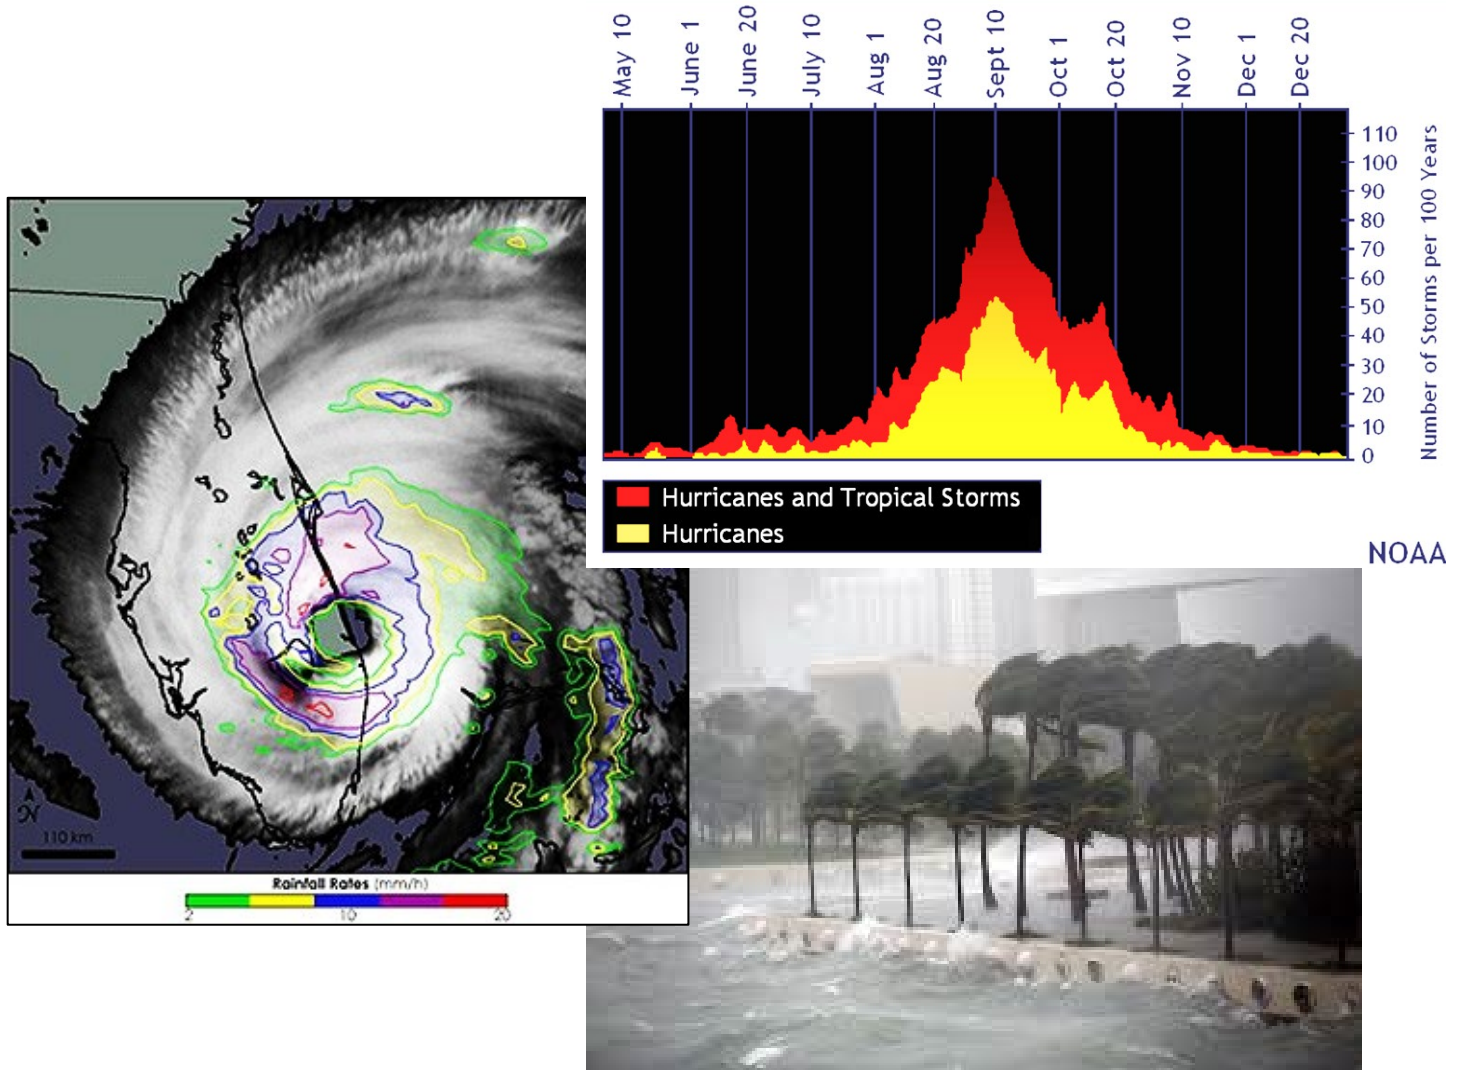 May 10
June 1
June 20
July 10
Aug 1
Aug 20
Sept 10
Oct 1
Oct 20
Nov 10
Dec 1
Dec 20
110
100
90
80
70
60
50
40
30
20
10
0
Number of Storms per 100 Years
Hurricanes and Tropical Storms
Hurricanes
NOAA
N
110 km
Rainfall Rates (mm/h)
2 10 20